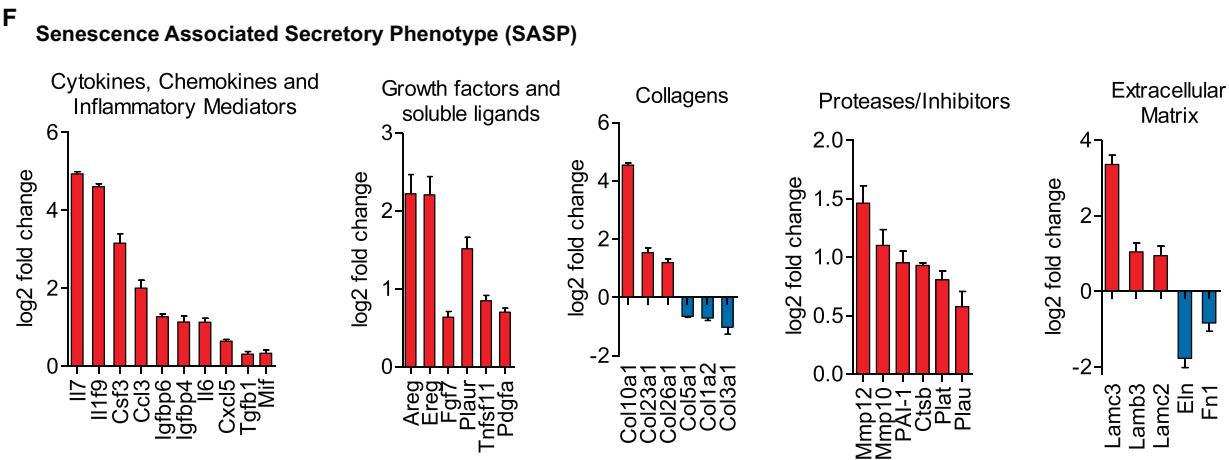 F
Senescence Associated Secretory Phenotype (SASP)
Cytokines, Chemokines and
Inflammatory Mediators
log2 fold change
6
4
2
0
Il7
Il1f9
Csf3
Ccl3
Igfbp6
Igfbp4
Il6
Cxcl5
Tgfb1
Mif
Growth factors and
soluble ligands
log2 fold change
3
2
1
0
Areg
Ereg
Fgf7
Plaur
Tnfsf11
Pdgfa
Collagens
log2 fold change
6
4
2
0
-2
Col10a1
Col23a1
Col26a1
Col5a1
Col1a2
Col3a1
Proteases/Inhibitors
log2 fold change
2.0
1.5
1.0
0.5
0.0
Mmp12
Mmp10
PAI-1
Ctsb
Plat
Plau
Extracellular
Matrix
log2 fold change
4
2
0
-2
Lamc3
Lamb3
Lamc2
Eln
Fn1